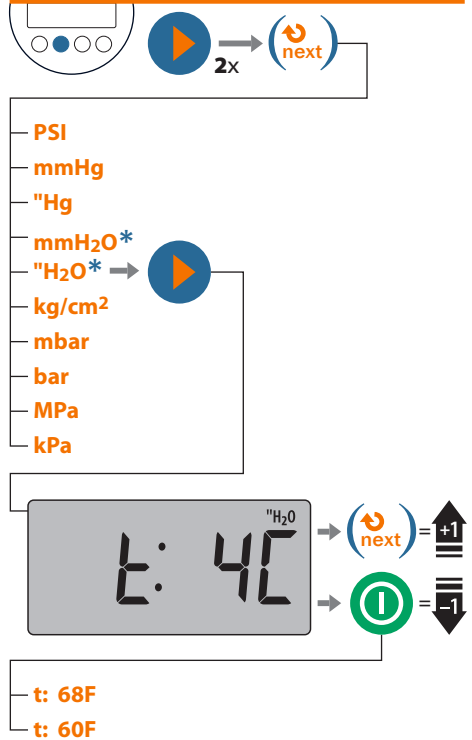 2x
next
PSI
mmHg
"Hg
mmH2O*
"H2O*
kg/cm2
mbar
bar
MPa
kPa
"H2O
t: 4C
next
= +1
= –1
t: 68F
t: 60F